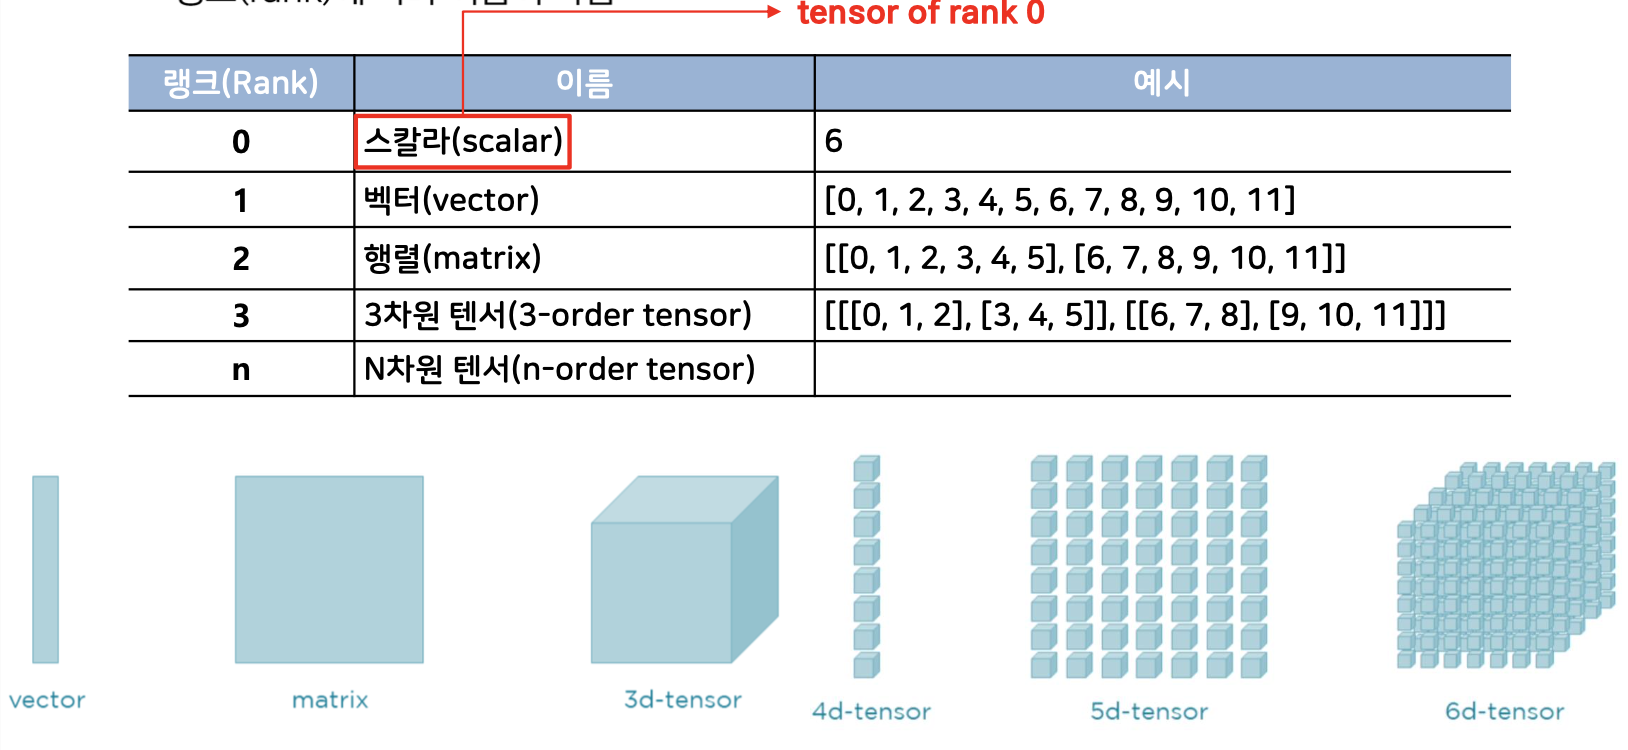 tensor of rank 0
랭크(Rank) 이름 예시
0 스칼라(scalar) 6
1 벡터(vector) [0, 1, 2, 3, 4, 5, 6, 7, 8, 9, 10, 11]
2 행렬(matrix) [[0, 1, 2, 3, 4, 5], [6, 7, 8, 9, 10, 11]]
3 3차원 텐서(3-order tensor) [[[0, 1, 2], [3, 4, 5]], [[6, 7, 8], [9, 10, 11]]]
n N차원 텐서(n-order tensor)
vector matrix 3d-tensor 4d-tensor 5d-tensor 6d-tensor